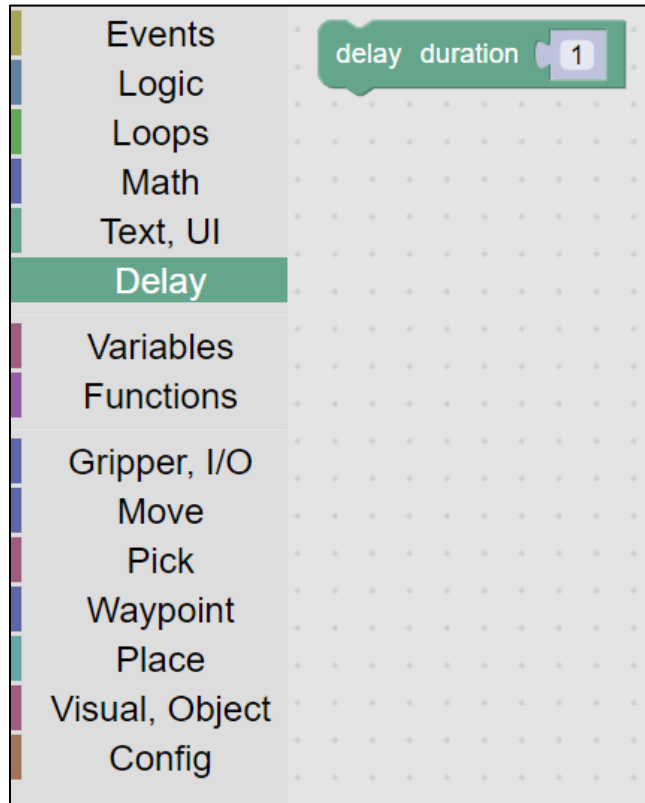 Events
Logic
Loops
Math
Text, UI
Delay
Variables
Functions
Gripper, I/O
Move
Pick
Waypoint
Place
Visual, Object
Config
delay duration 1